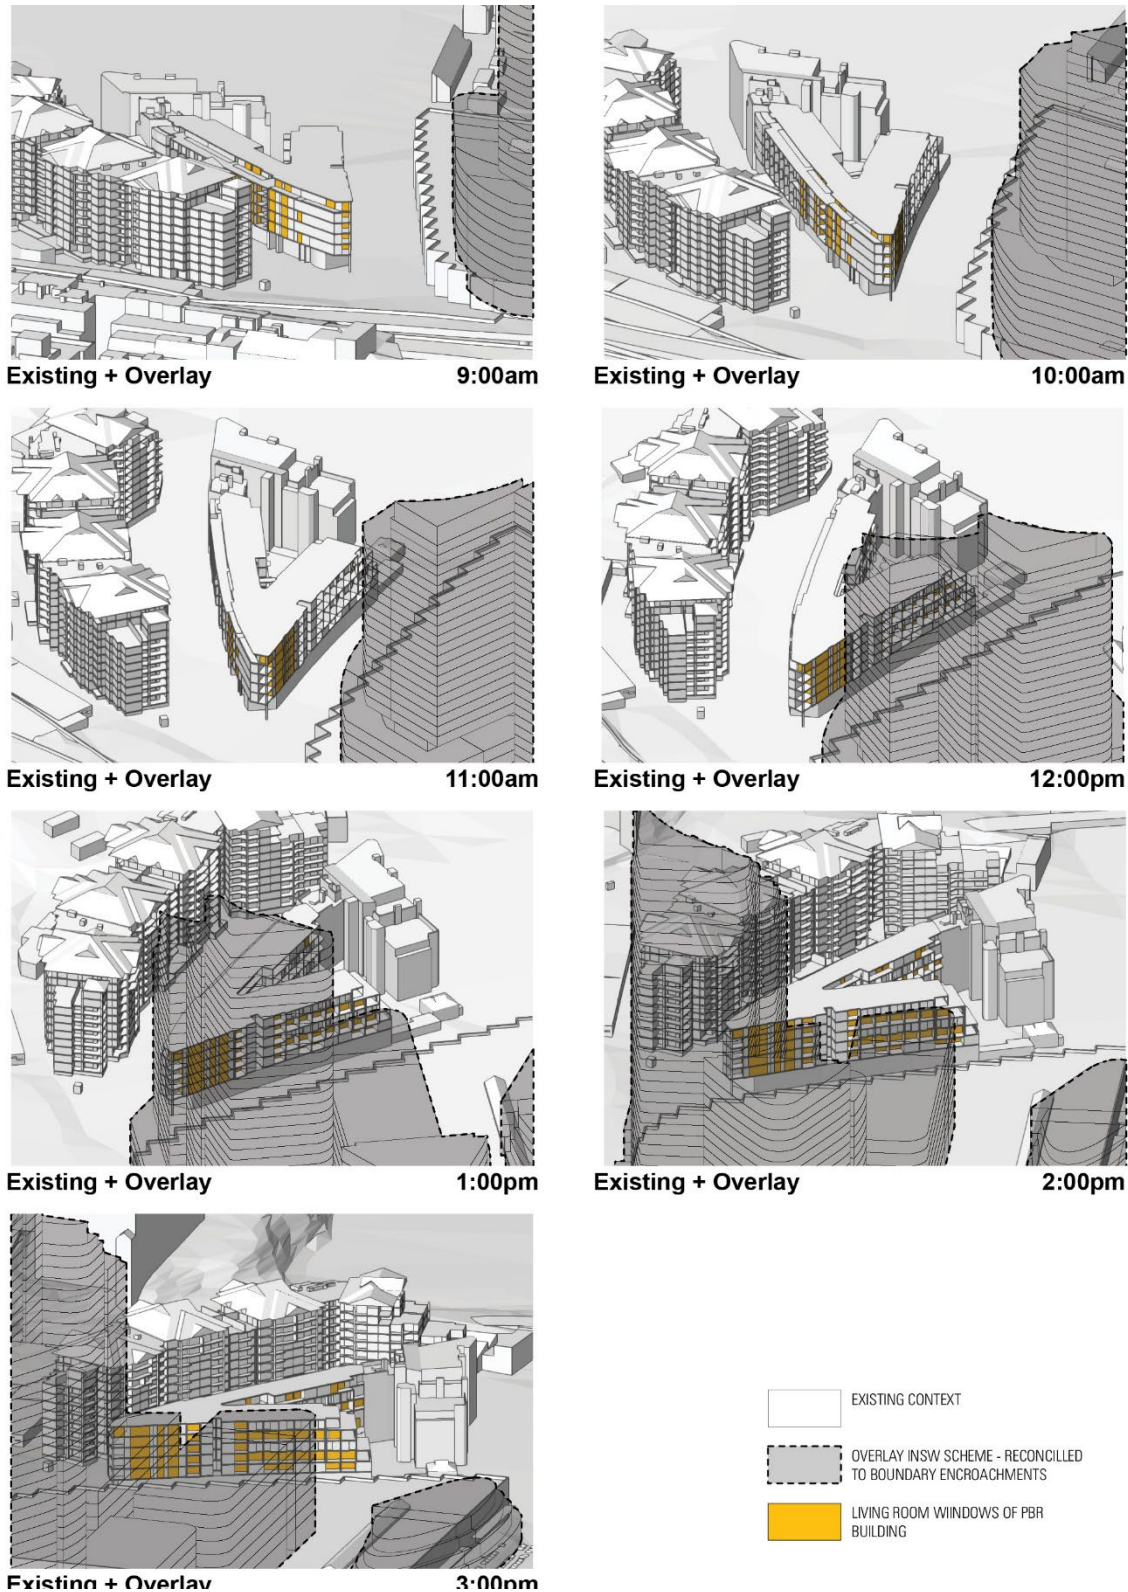 Existing + Overlay 9:00am
Existing + Overlay 10:00am
Existing + Overlay 11:00am
Existing + Overlay 12:00pm
Existing + Overlay 1:00pm
Existing + Overlay 2:00pm
Existing + Overlay 3:00pm
EXISTING CONTEXT
OVERLAY INSW SCHEME - RECONCILLED
TO BOUNDARY ENCROACHMENTS
LIVING ROOM WIINDOWS OF PBR
BUILDING